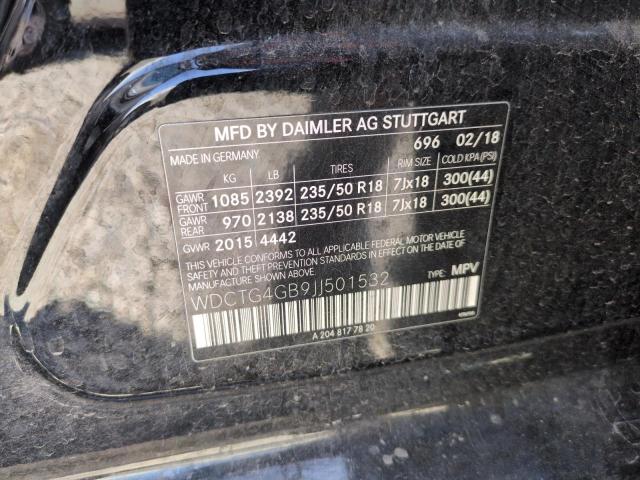 MFD BY DAIMLER AG STUTTGART
696 02/18
MADE IN GERMANY
KG LB TIRES RIM SIZE COLD KPA(PSI)
GAWR FRONT 1085 2392 235/50 R18 7Jx18 300(44)
GAWR REAR 970 2138 235/50 R18 7Jx18 300(44)
GVWR 2015 4442
THIS VEHICLE CONFORMS TO ALL APPLICABLE FEDERAL MOTOR VEHICLE
SAFETY AND THEFT PREVENTION STANDARDS IN EFFECT ON THE DATE OF
MANUFACTURE SHOWN ABOVE.
WDCTG4GB9JJ501532 TYPE: MPV
A 204 817 78 20